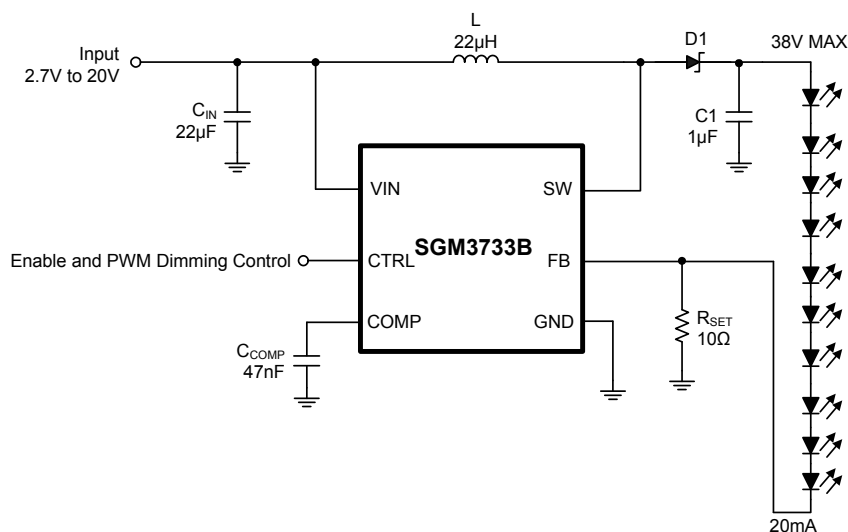 L
22µH
D1
38V MAX
Input
2.7V to 20V
CIN
22µF
C1
1µF
VIN
SW
SGM3733B
Enable and PWM Dimming Control
CTRL
FB
COMP
GND
RSET
10Ω
CCOMP
47nF
20mA